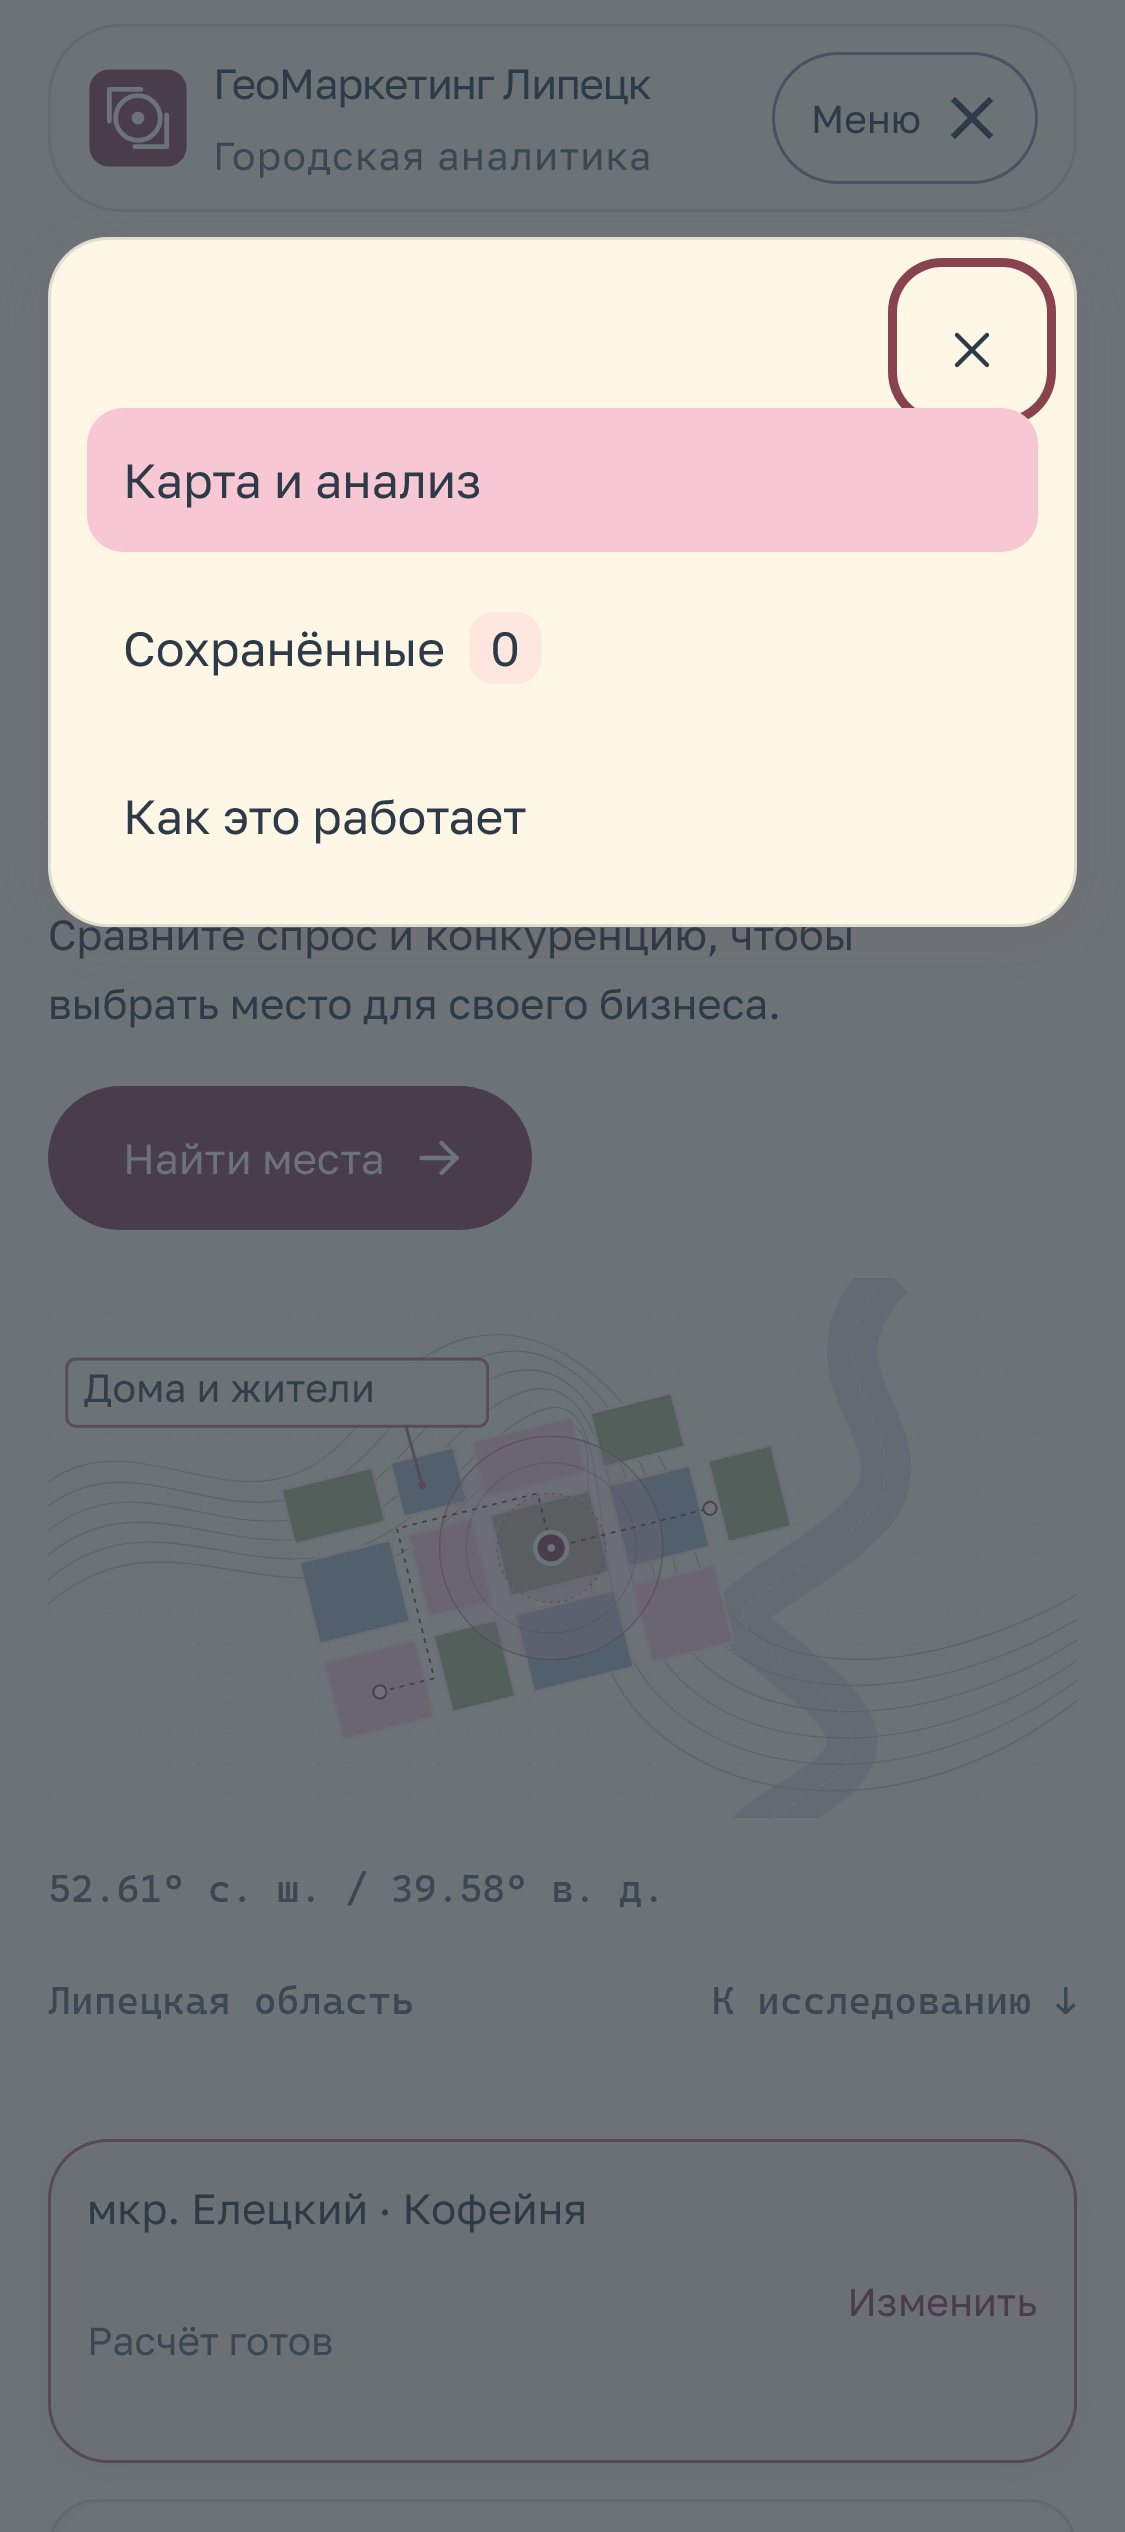 ГеоМаркетинг Липецк
Городская аналитика
Меню
Карта и анализ
Сохранённые 0
Как это работает
Сравните спрос и конкуренцию, чтобы
выбрать место для своего бизнеса.
Найти места →
Дома и жители
52.61° с. ш. / 39.58° в. д.
Липецкая область
К исследованию ↓
мкр. Елецкий · Кофейня
Изменить
Расчёт готов